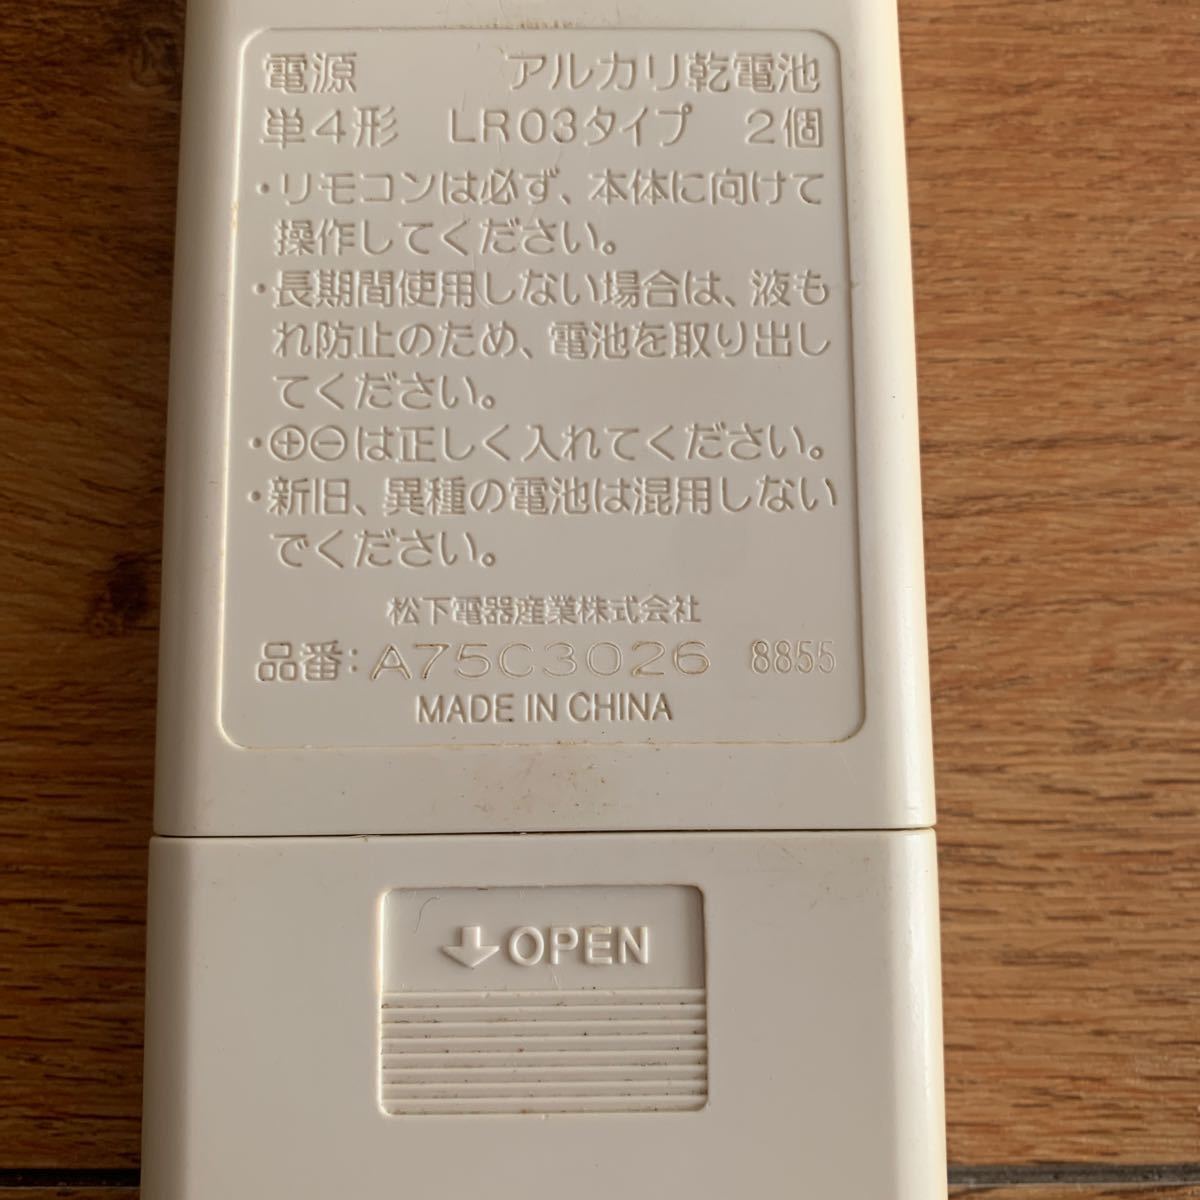 電源 アルカリ乾電池
単4形 LR03タイプ 2個
・リモコンは必ず、本体に向けて
操作してください。
・長期間使用しない場合は、液も
れ防止のため、電池を取り出し
てください。
・⊕⊖は正しく入れてください。
・新旧、異種の電池は混用しない
でください。
松下電器産業株式会社
品番: A75C3026 8855
MADE IN CHINA
OPEN